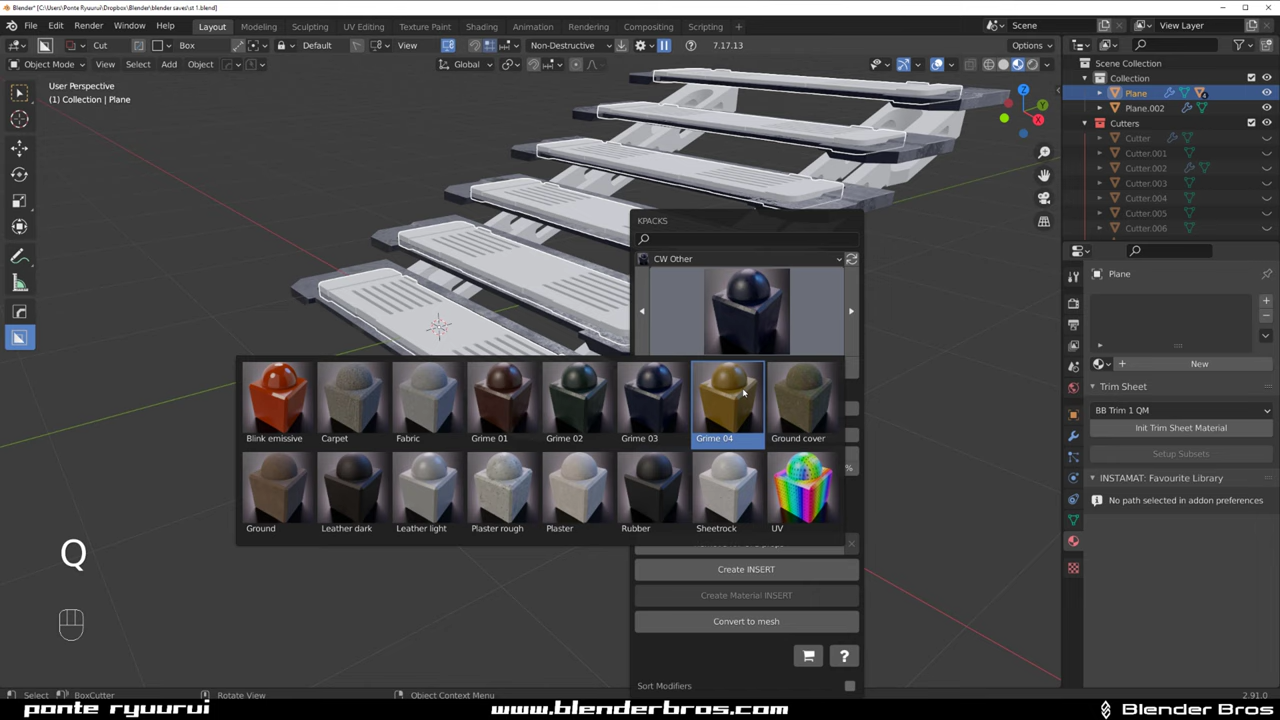 Blender* [C:\Users\Ponte Ryuurui\Dropbox\Blender\blender saves\st 1.blend]
File Edit Render Window Help Layout Modeling Sculpting UV Editing Texture Paint Shading Animation Rendering Compositing Scripting Scene View Layer
Cut Box Default View Non-Destructive 7.17.13 Options
Object Mode View Select Add Object Global
User Perspective
(1) Collection | Plane
Scene Collection
Collection
Plane
Plane.002
Cutters
Cutter
Cutter.001
Cutter.002
Cutter.003
Cutter.004
Cutter.005
Cutter.006
Z
Y
X
KPACKS
CW Other
Blink emissive Carpet Fabric Grime 01 Grime 02 Grime 03 Grime 04 Ground cover
Ground Leather dark Leather light Plaster rough Plaster Rubber Sheetrock UV
%
Create INSERT
Create Material INSERT
Convert to mesh
?
Sort Modifiers
Plane
New
Trim Sheet
BB Trim 1 QM
Init Trim Sheet Material
Setup Subsets
INSTAMAT: Favourite Library
No path selected in addon preferences
Q
Select BoxCutter Rotate View Object Context Menu 2.91.0
ponte ryuurui www.blenderbros.com Blender Bros